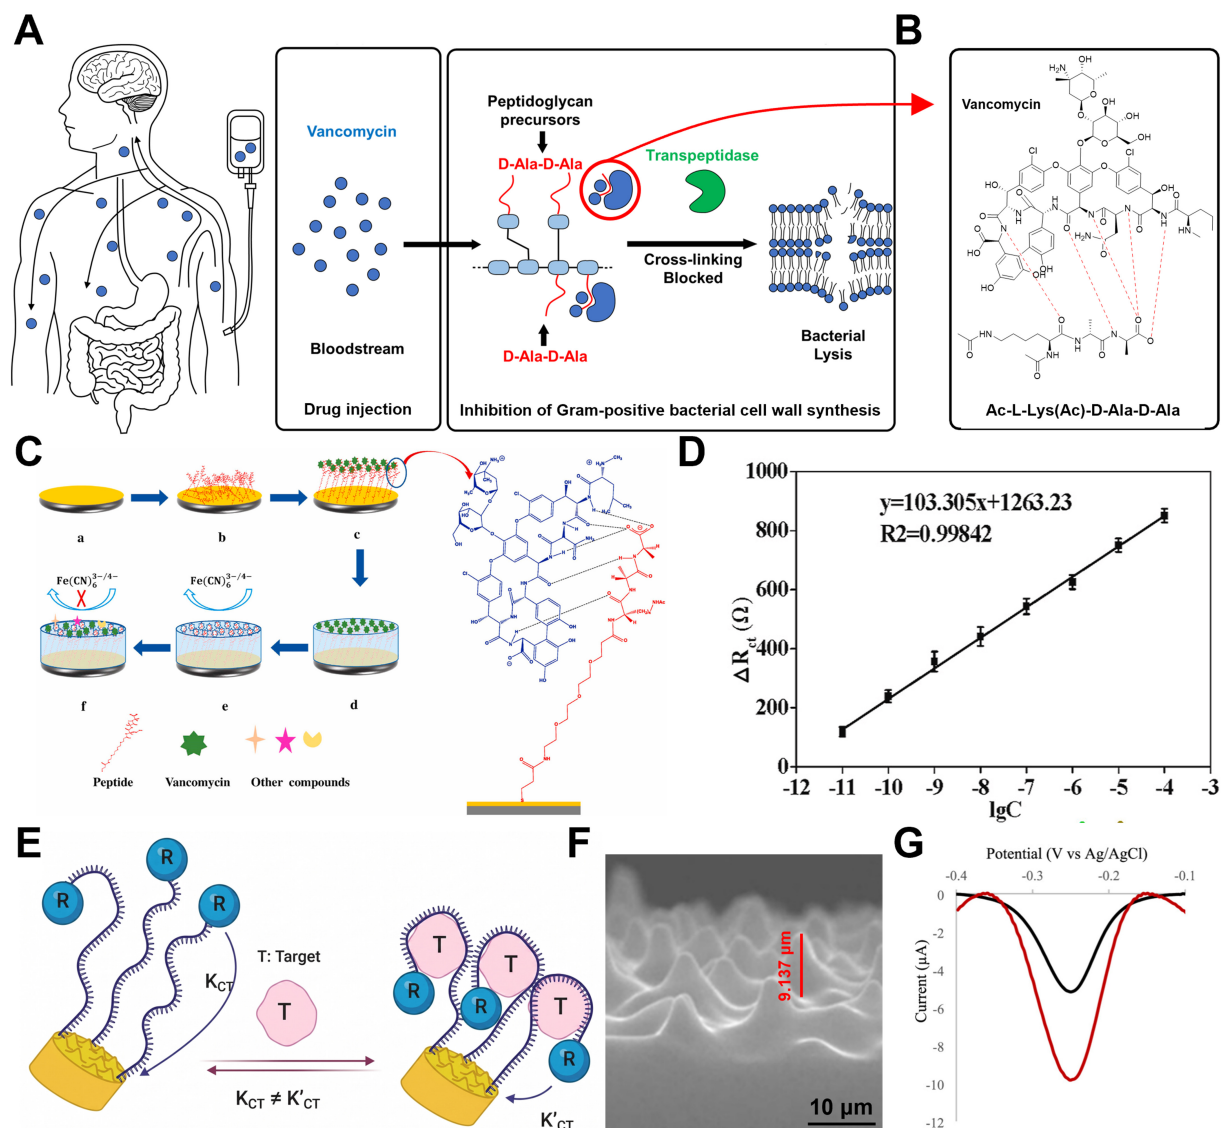 A
B
Vancomycin
Bloodstream
Drug injection
Peptidoglycan
precursors
D-Ala-D-Ala
Transpeptidase
Cross-linking
Blocked
D-Ala-D-Ala
Bacterial
Lysis
Inhibition of Gram-positive bacterial cell wall synthesis
Vancomycin
Ac-L-Lys(Ac)-D-Ala-D-Ala
C
a
b
c
Fe(CN)₆³⁻/⁴⁻
X
Fe(CN)₆³⁻/⁴⁻
f
e
d
Peptide
Vancomycin
Other compounds
D
y=103.305x+1263.23
R2=0.99842
ΔRct (Ω)
1000
800
600
400
200
0
-12 -11 -10 -9 -8 -7 -6 -5 -4 -3
lgC
E
R
R
R
KCT
T: Target
T
KCT ≠ K'CT
T
T
T
R
R
R
K'CT
F
9.137 μm
10 μm
G
Potential (V vs Ag/AgCl)
-0.4 -0.3 -0.2 -0.1
0
-2
-4
-6
-8
-10
-12
Current (μA)